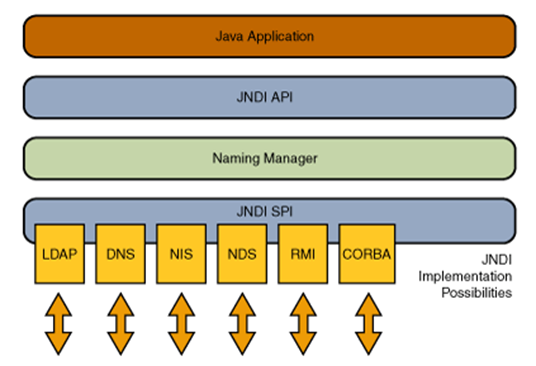 Java Application
JNDI API
Naming Manager
JNDI SPI
LDAP
DNS
NIS
NDS
RMI
CORBA
JNDI
Implementation
Possibilities